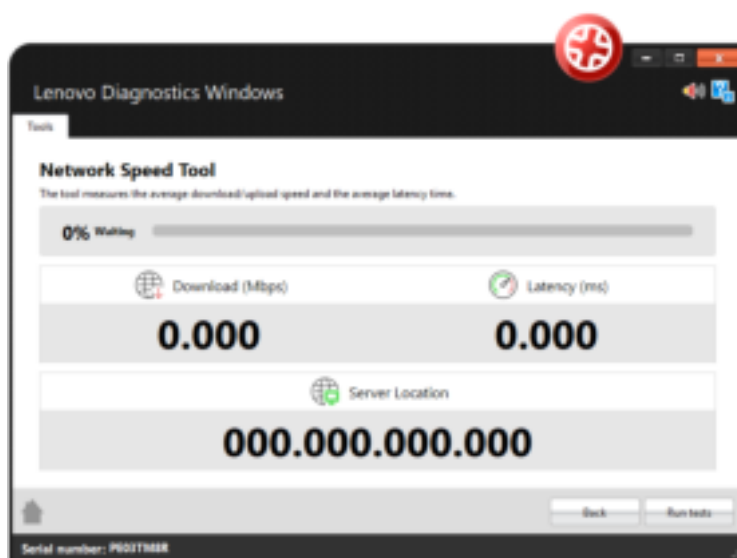 Lenovo Diagnostics Windows
Tools
Network Speed Tool
The tool measures the average download/upload speed and the average latency time.
0% Waiting
Download (Mbps)
Latency (ms)
0.000
0.000
Server Location
000.000.000.000
Back
Run tests
Serial number: